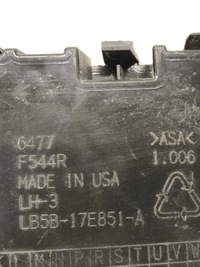 6477
F544R
MADE IN USA
LH-3
LB5B-17E851-A
>ASA<
1.006
P R S T U V